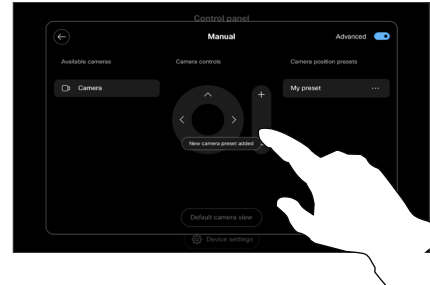 Control panel
Manual
Advanced
Available cameras
Camera controls
Camera position presets
Camera
My preset
New camera preset added
Default camera view
Device settings